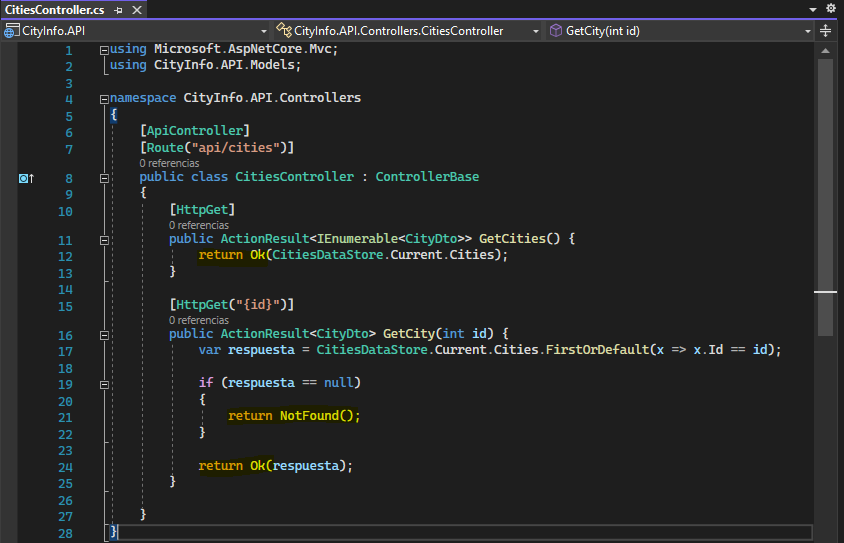 CitiesController.cs
CityInfo.API CityInfo.API.Controllers.CitiesController GetCity(int id)
1 using Microsoft.AspNetCore.Mvc;
2 using CityInfo.API.Models;
3
4 namespace CityInfo.API.Controllers
5 {
6 [ApiController]
7 [Route("api/cities")]
0 referencias
8 public class CitiesController : ControllerBase
9 {
10 [HttpGet]
0 referencias
11 public ActionResult<IEnumerable<CityDto>> GetCities() {
12 return Ok(CitiesDataStore.Current.Cities);
13 }
14
15 [HttpGet("{id}")]
0 referencias
16 public ActionResult<CityDto> GetCity(int id) {
17 var respuesta = CitiesDataStore.Current.Cities.FirstOrDefault(x => x.Id == id);
18
19 if (respuesta == null)
20 {
21 return NotFound();
22 }
23
24 return Ok(respuesta);
25 }
26
27 }
28 }